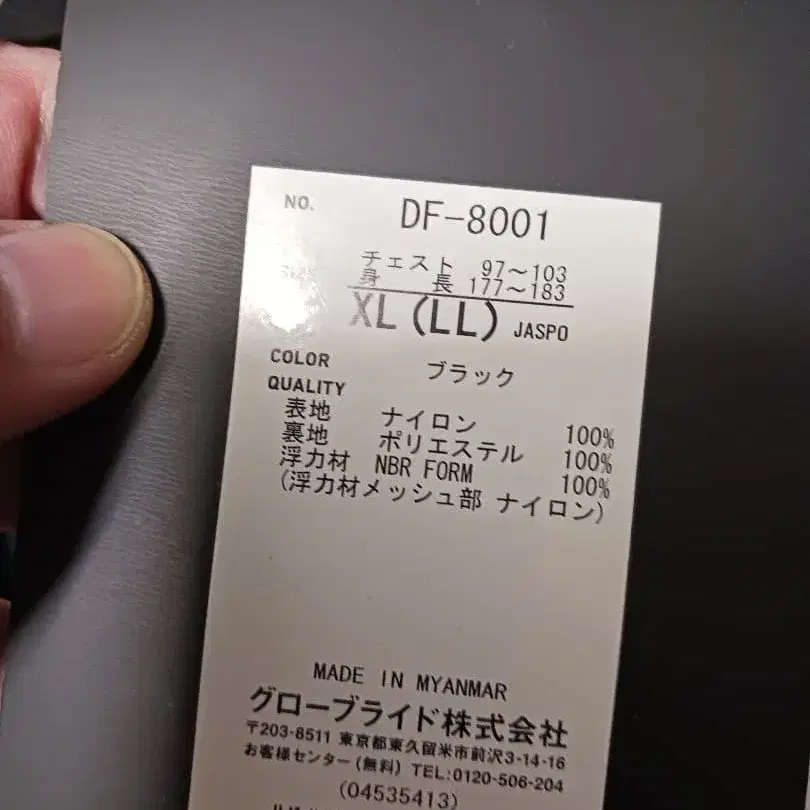 NO. DF-8001
SIZE チェスト 97～103
身長 177～183
XL(LL) JASPO
COLOR ブラック
QUALITY
表地 ナイロン 100%
裏地 ポリエステル 100%
浮力材 NBR FORM 100%
(浮力材メッシュ部 ナイロン)
MADE IN MYANMAR
グローブライド株式会社
〒203-8511 東京都東久留米市前沢3-14-16
お客様センター(無料) TEL:0120-506-204
(04535413)